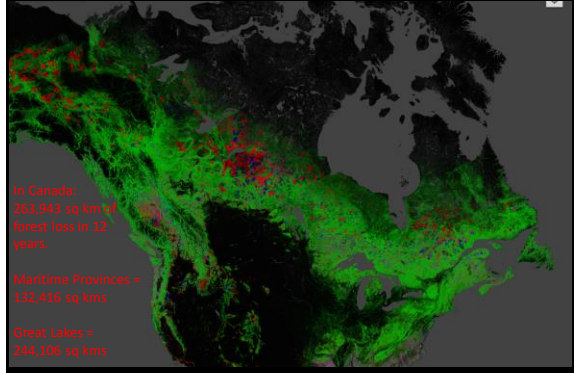 In Canada:
263,943 sq km of
forest loss in 12
years.
Maritime Provinces =
132,416 sq kms
Great Lakes =
244,106 sq kms